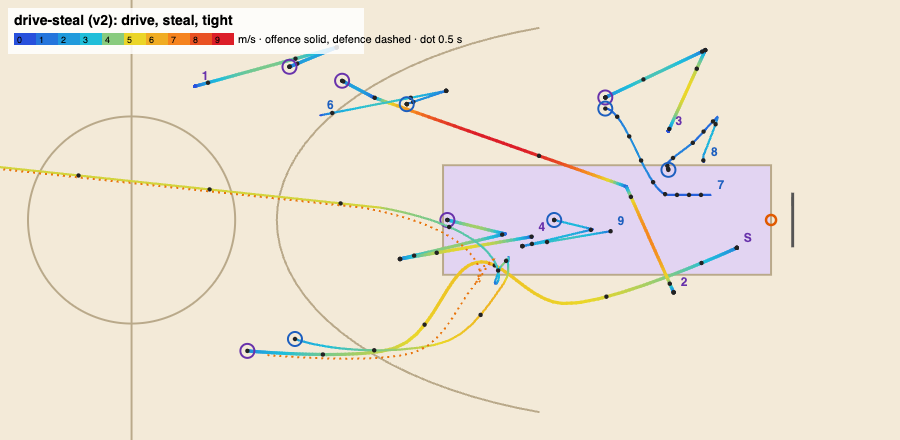 drive-steal (v2): drive, steal, tight
0 1 2 3 4 5 6 7 8 9 m/s · offence solid, defence dashed · dot 0.5 s
1
6
3
8
7
4
9
S
2